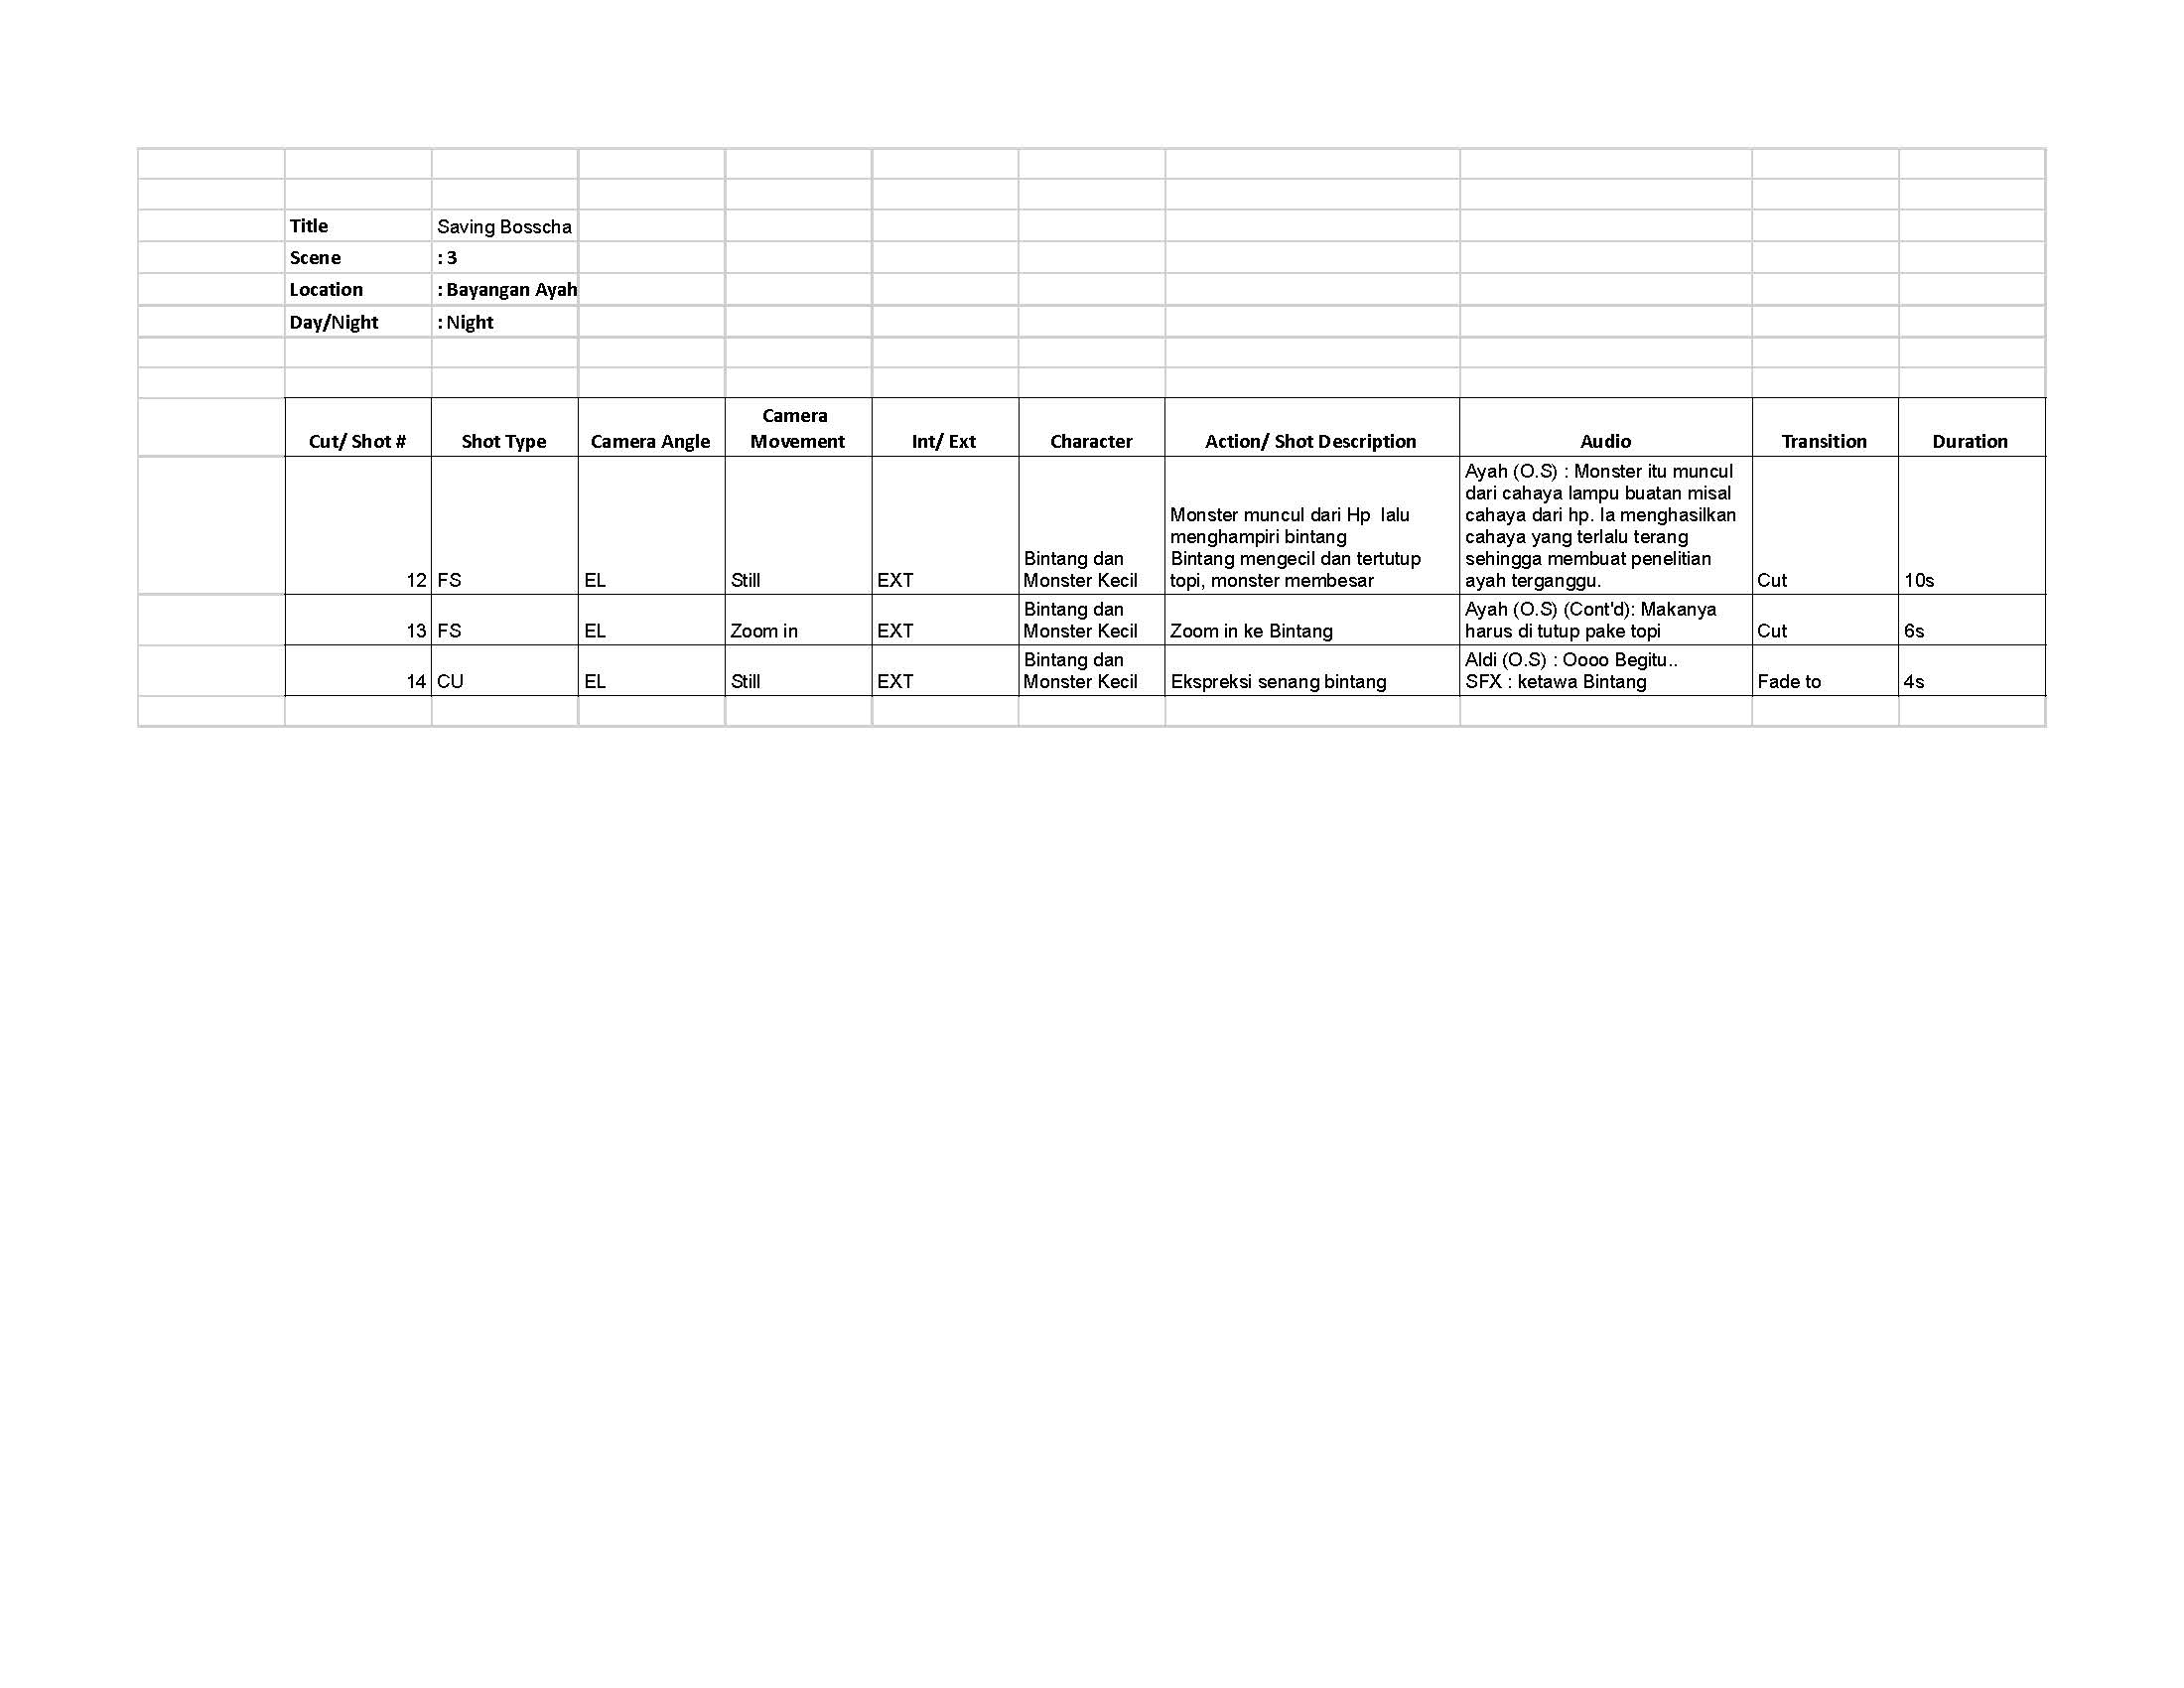 Title Saving Bosscha
Scene : 3
Location : Bayangan Ayah
Day/Night : Night
Cut/ Shot # Shot Type Camera Angle Camera Movement Int/ Ext Character Action/ Shot Description Audio Transition Duration
12 FS EL Still EXT
Bintang dan
Monster Kecil
Monster muncul dari Hp  lalu
menghampiri bintang
Bintang mengecil dan tertutup
topi, monster membesar
Ayah (O.S) : Monster itu muncul
dari cahaya lampu buatan misal
cahaya dari hp. Ia menghasilkan
cahaya yang terlalu terang
sehingga membuat penelitian
ayah terganggu.
Cut 10s
13 FS EL Zoom in EXT
Bintang dan
Monster Kecil
Zoom in ke Bintang
Ayah (O.S) (Cont'd): Makanya
harus di tutup pake topi
Cut 6s
14 CU EL Still EXT
Bintang dan
Monster Kecil
Ekspreksi senang bintang
Aldi (O.S) : Oooo Begitu..
SFX : ketawa Bintang
Fade to 4s